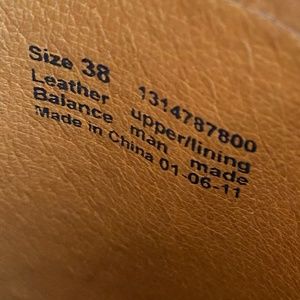 Size 38 1314787800
Leather upper/lining
Balance man made
Made in China 01-06-11